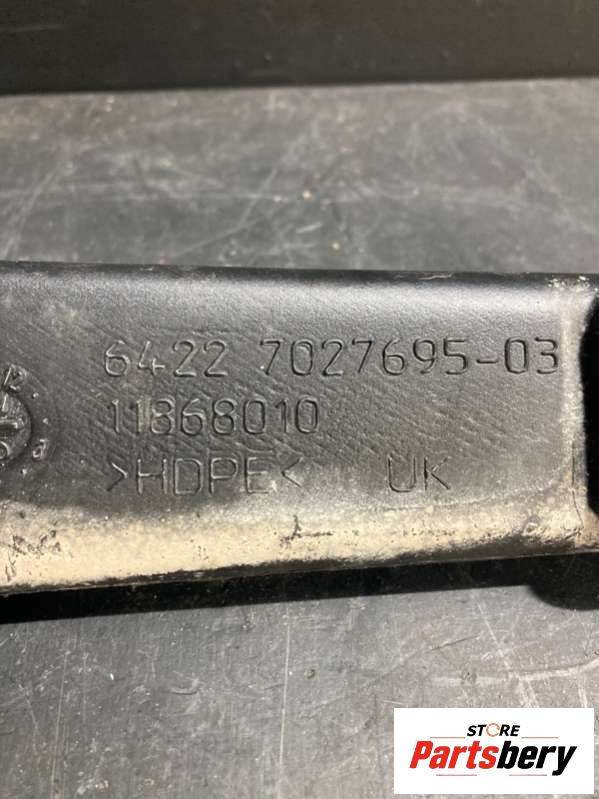 6422 7027695-03
11868010
>HDPE< UK
STORE
Partsbery